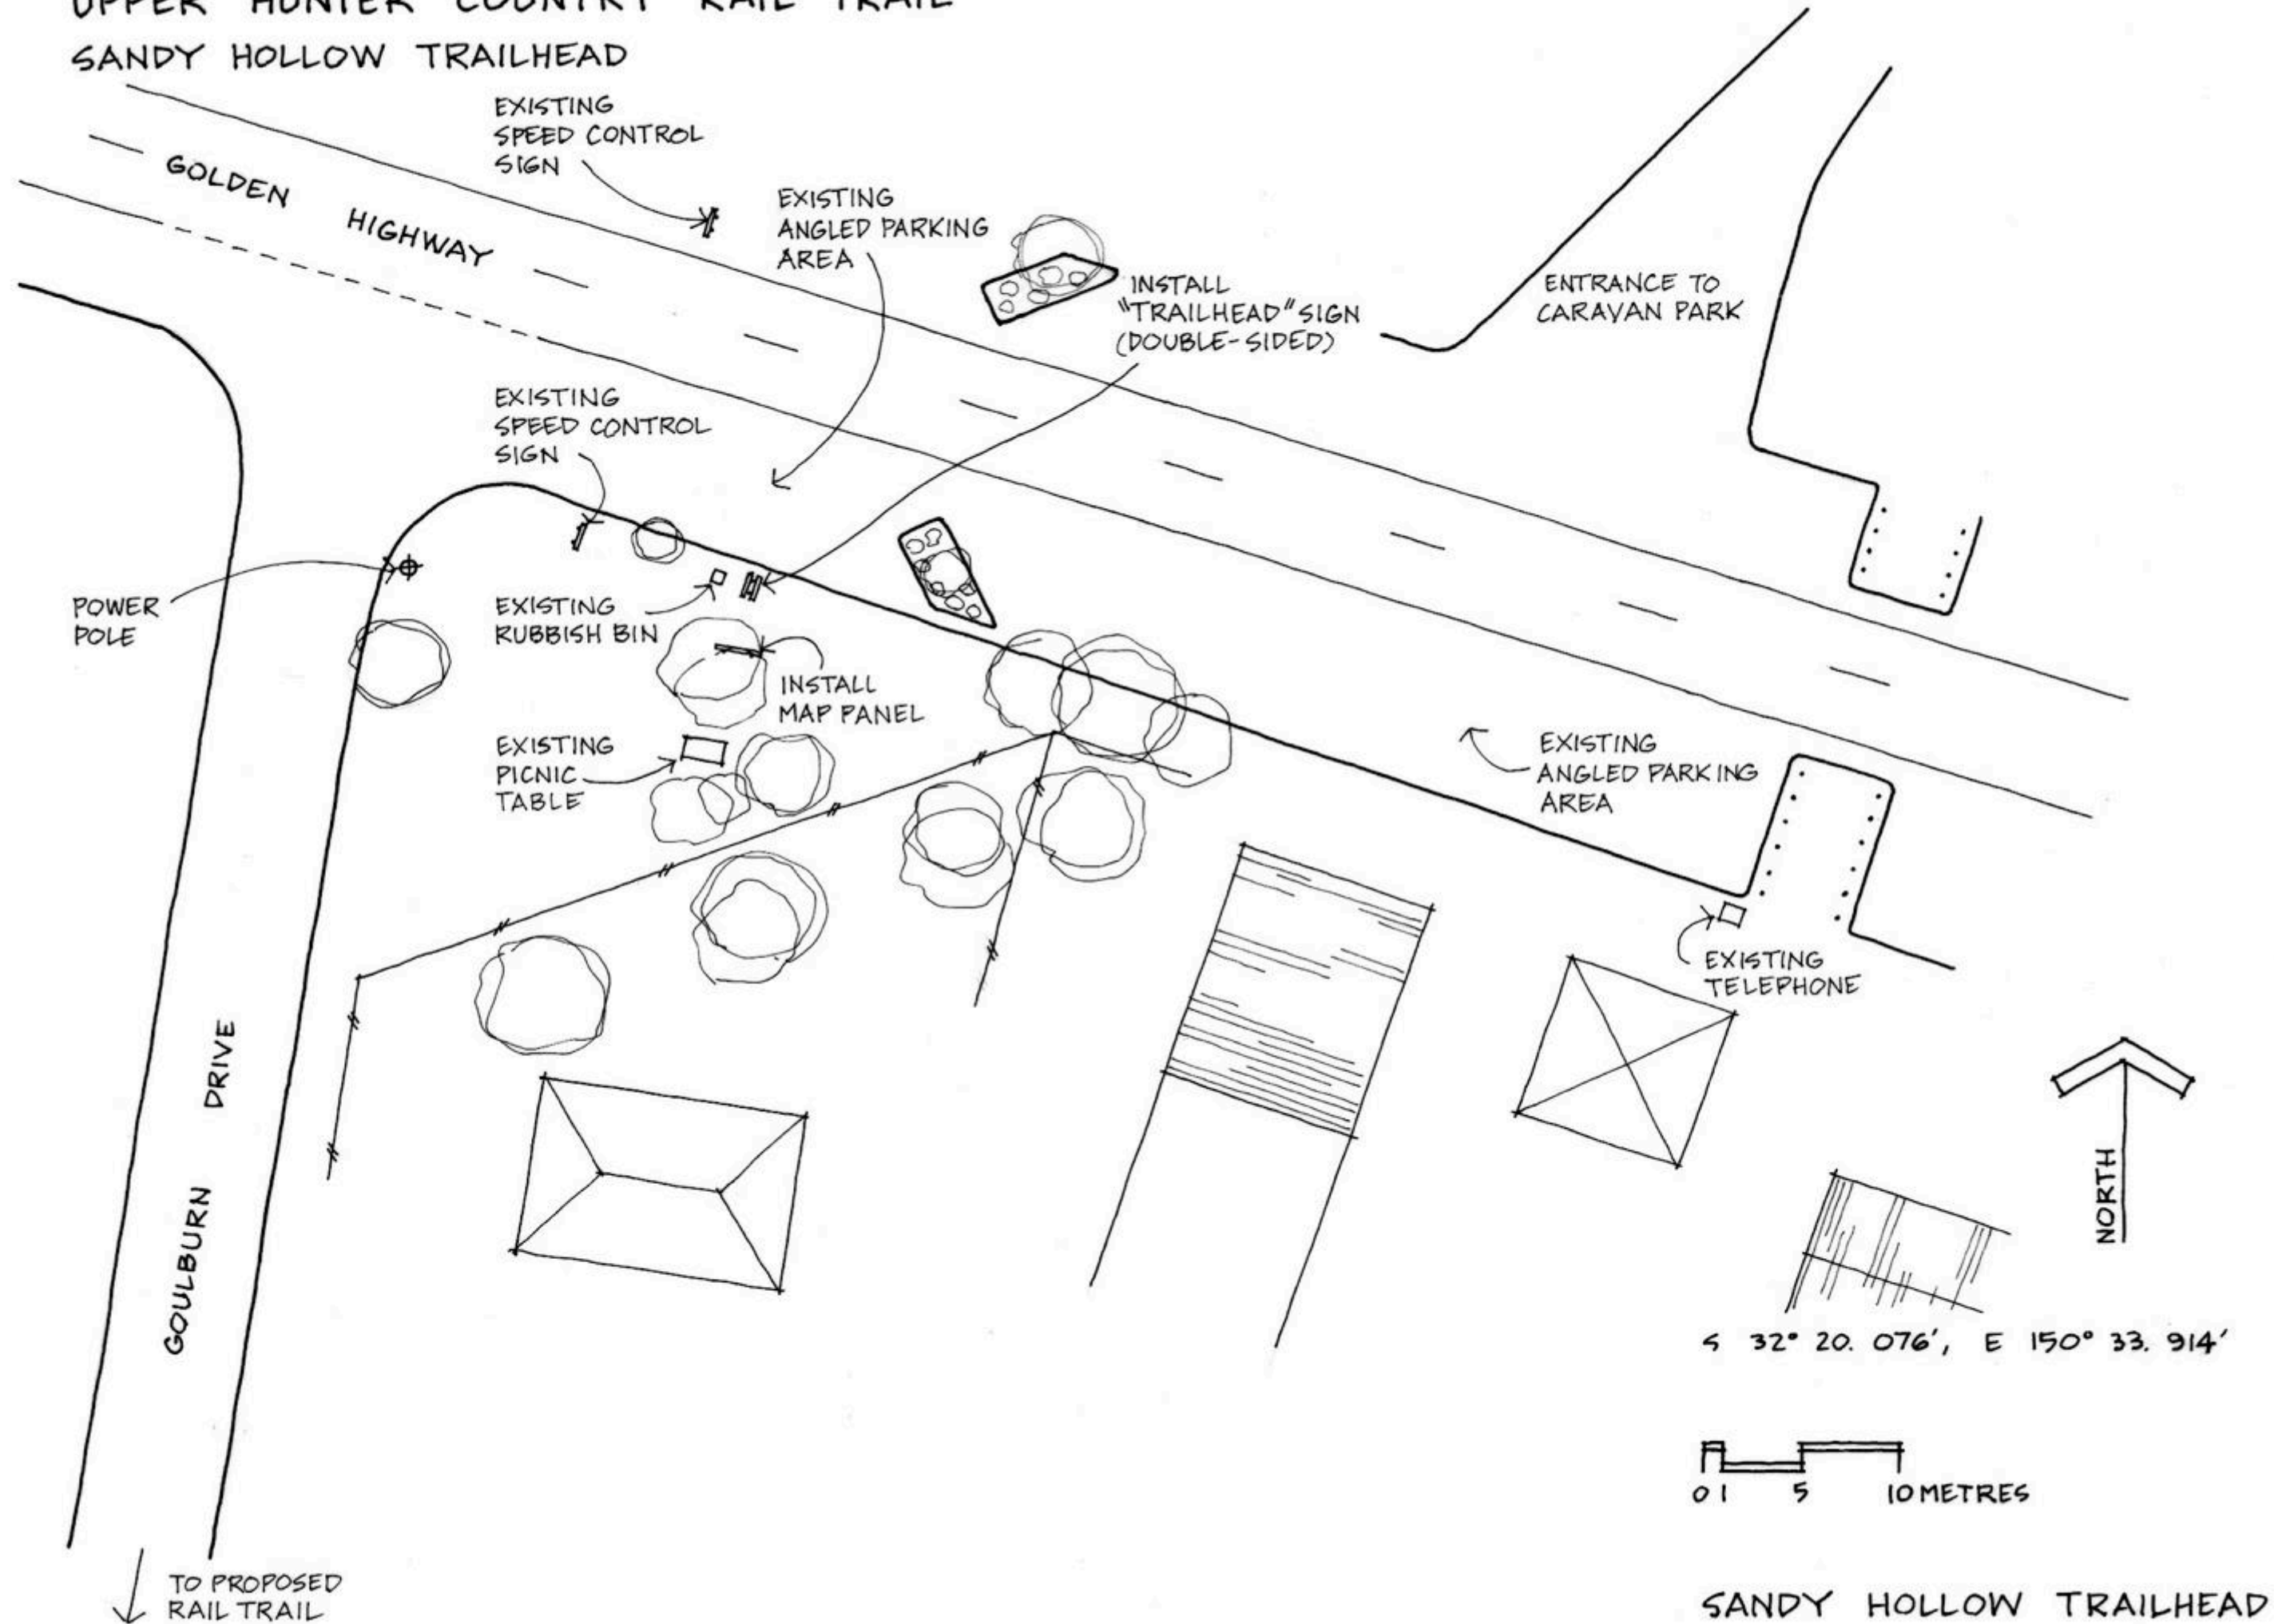 UPPER HUNTER COUNTRY RAIL TRAIL
SANDY HOLLOW TRAILHEAD
EXISTING
SPEED CONTROL
SIGN
GOLDEN HIGHWAY
EXISTING
ANGLED PARKING
AREA
INSTALL
"TRAILHEAD" SIGN
(DOUBLE-SIDED)
ENTRANCE TO
CARAVAN PARK
EXISTING
SPEED CONTROL
SIGN
POWER
POLE
EXISTING
RUBBISH BIN
INSTALL
MAP PANEL
EXISTING
PICNIC
TABLE
EXISTING
ANGLED PARKING
AREA
EXISTING
TELEPHONE
GOULBURN DRIVE
NORTH
S 32° 20. 076', E 150° 33. 914'
0 1 5 10 METRES
TO PROPOSED
RAIL TRAIL
SANDY HOLLOW TRAILHEAD